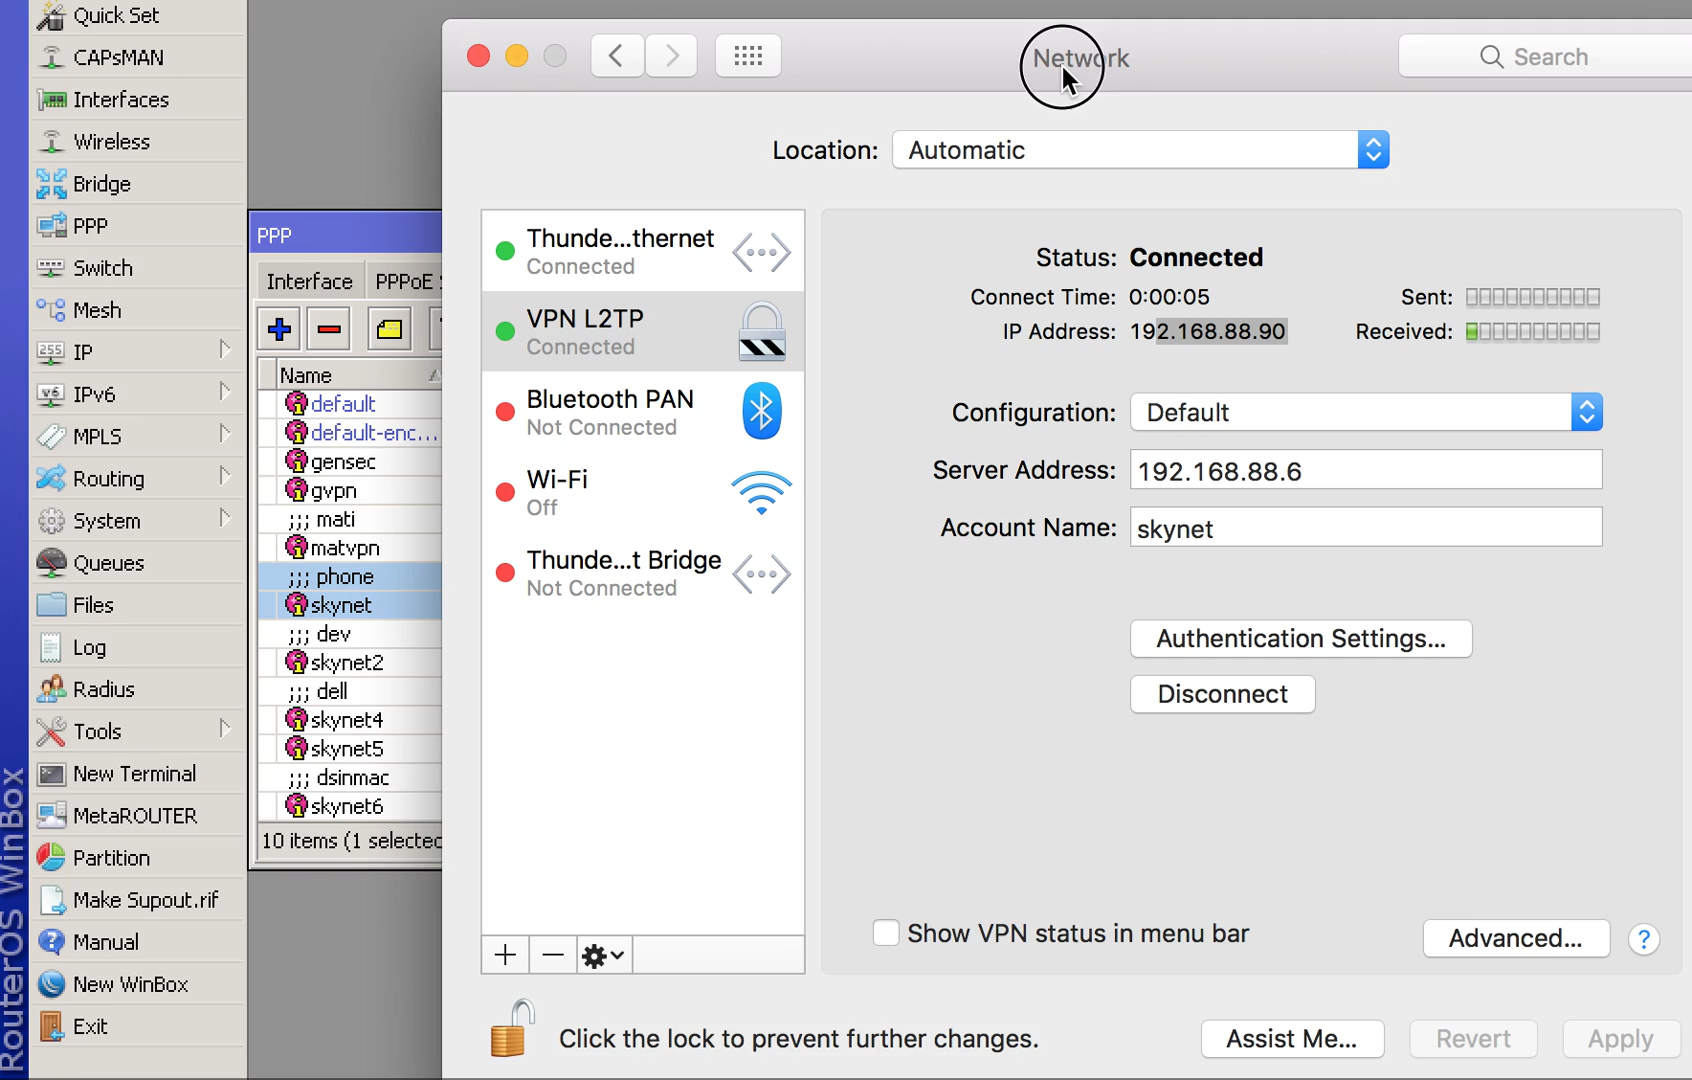 Quick Set
CAPsMAN
Interfaces
Wireless
Bridge
PPP
Switch
Mesh
255 IP
v6 IPv6
MPLS
Routing
System
Queues
Files
Log
Radius
Tools
New Terminal
MetaROUTER
Partition
Make Supout.rif
Manual
New WinBox
Exit
RouterOS WinBox
PPP
Interface PPPoE
Name
default
default-enc...
gensec
gvpn
;;; mati
matvpn
;;; phone
skynet
;;; dev
skynet2
;;; dell
skynet4
skynet5
;;; dsinmac
skynet6
10 items (1 selected
Network
Search
Location: Automatic
Thunde...thernet
Connected
VPN L2TP
Connected
Bluetooth PAN
Not Connected
Wi-Fi
Off
Thunde...t Bridge
Not Connected
Status: Connected
Connect Time: 0:00:05 Sent:
IP Address: 192.168.88.90 Received:
Configuration: Default
Server Address: 192.168.88.6
Account Name: skynet
Authentication Settings...
Disconnect
Show VPN status in menu bar
Advanced... ?
Click the lock to prevent further changes.
Assist Me... Revert Apply